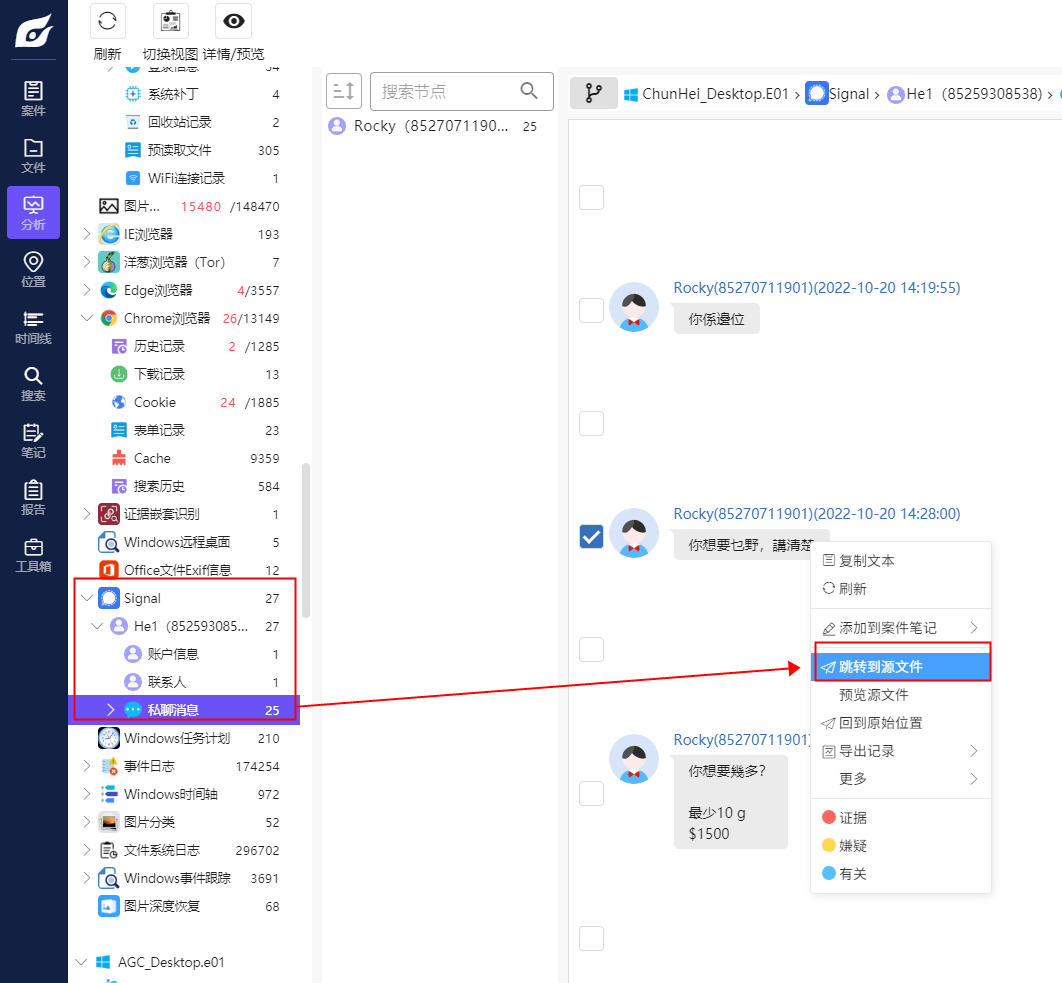 刷新
切换视图
详情/预览
案件
文件
分析
位置
时间线
搜索
笔记
报告
工具箱
登录信息 34
系统补丁 4
回收站记录 2
预读取文件 305
WiFi连接记录 1
图片... 15480 /148470
IE浏览器 193
洋葱浏览器（Tor） 7
Edge浏览器 4/3557
Chrome浏览器 26/13149
历史记录 2 /1285
下载记录 13
Cookie 24 /1885
表单记录 23
Cache 9359
搜索历史 584
证据嵌套识别 1
Windows远程桌面 5
Office文件Exif信息 12
Signal 27
He1（852593085... 27
账户信息 1
联系人 1
私聊消息 25
Windows任务计划 210
事件日志 174254
Windows时间轴 972
图片分类 52
文件系统日志 296702
Windows事件跟踪 3691
图片深度恢复 68
AGC_Desktop.e01
搜索节点
Rocky（8527071190... 25
ChunHei_Desktop.E01 › Signal › He1（85259308538) ›
Rocky(85270711901)(2022-10-20 14:19:55)
你係邊位
Rocky(85270711901)(2022-10-20 14:28:00)
你想要乜野，講清楚
Rocky(85270711901)
你想要幾多？
最少10 g
$1500
复制文本
刷新
添加到案件笔记
跳转到源文件
预览源文件
回到原始位置
导出记录
更多
证据
嫌疑
有关